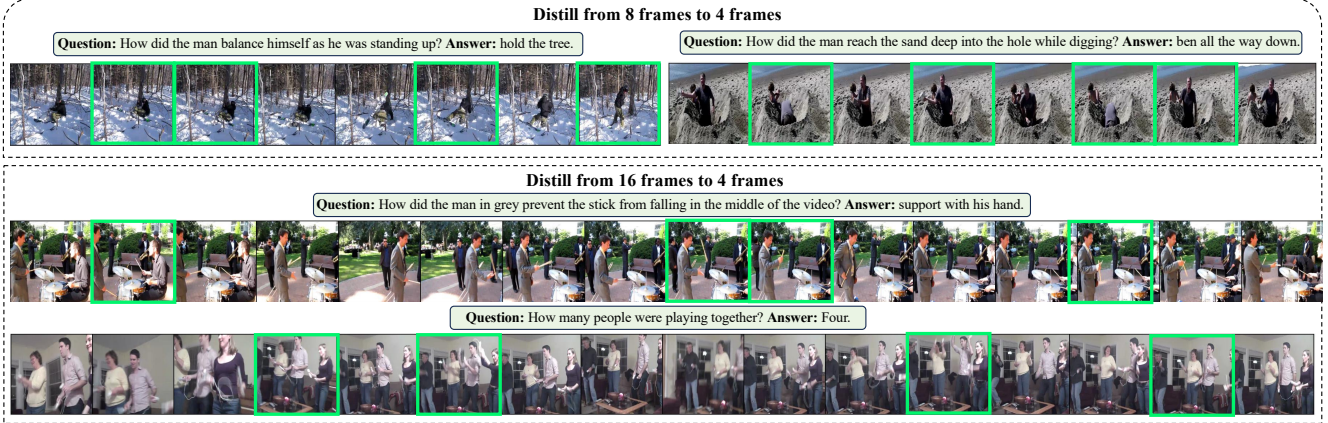 Distill from 8 frames to 4 frames
Question: How did the man balance himself as he was standing up? Answer: hold the tree.
Question: How did the man reach the sand deep into the hole while digging? Answer: ben all the way down.
Distill from 16 frames to 4 frames
Question: How did the man in grey prevent the stick from falling in the middle of the video? Answer: support with his hand.
Question: How many people were playing together? Answer: Four.